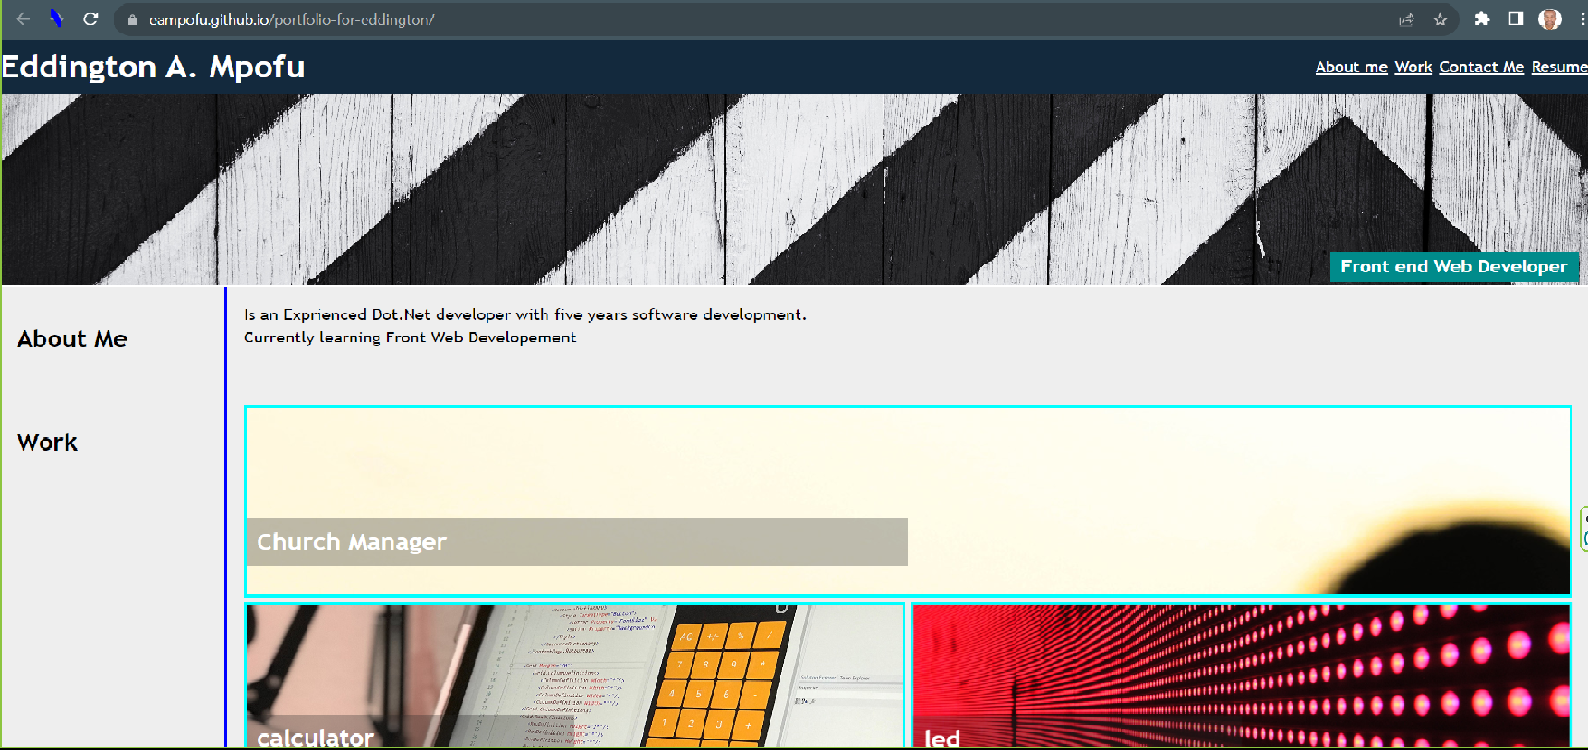 eampofu.github.io/portfolio-for-eddington/
Eddington A. Mpofu
About me Work Contact Me Resume
Front end Web Developer
About Me
Is an Exprienced Dot.Net developer with five years software development.
Currently learning Front Web Developement
Work
Church Manager
calculator
led